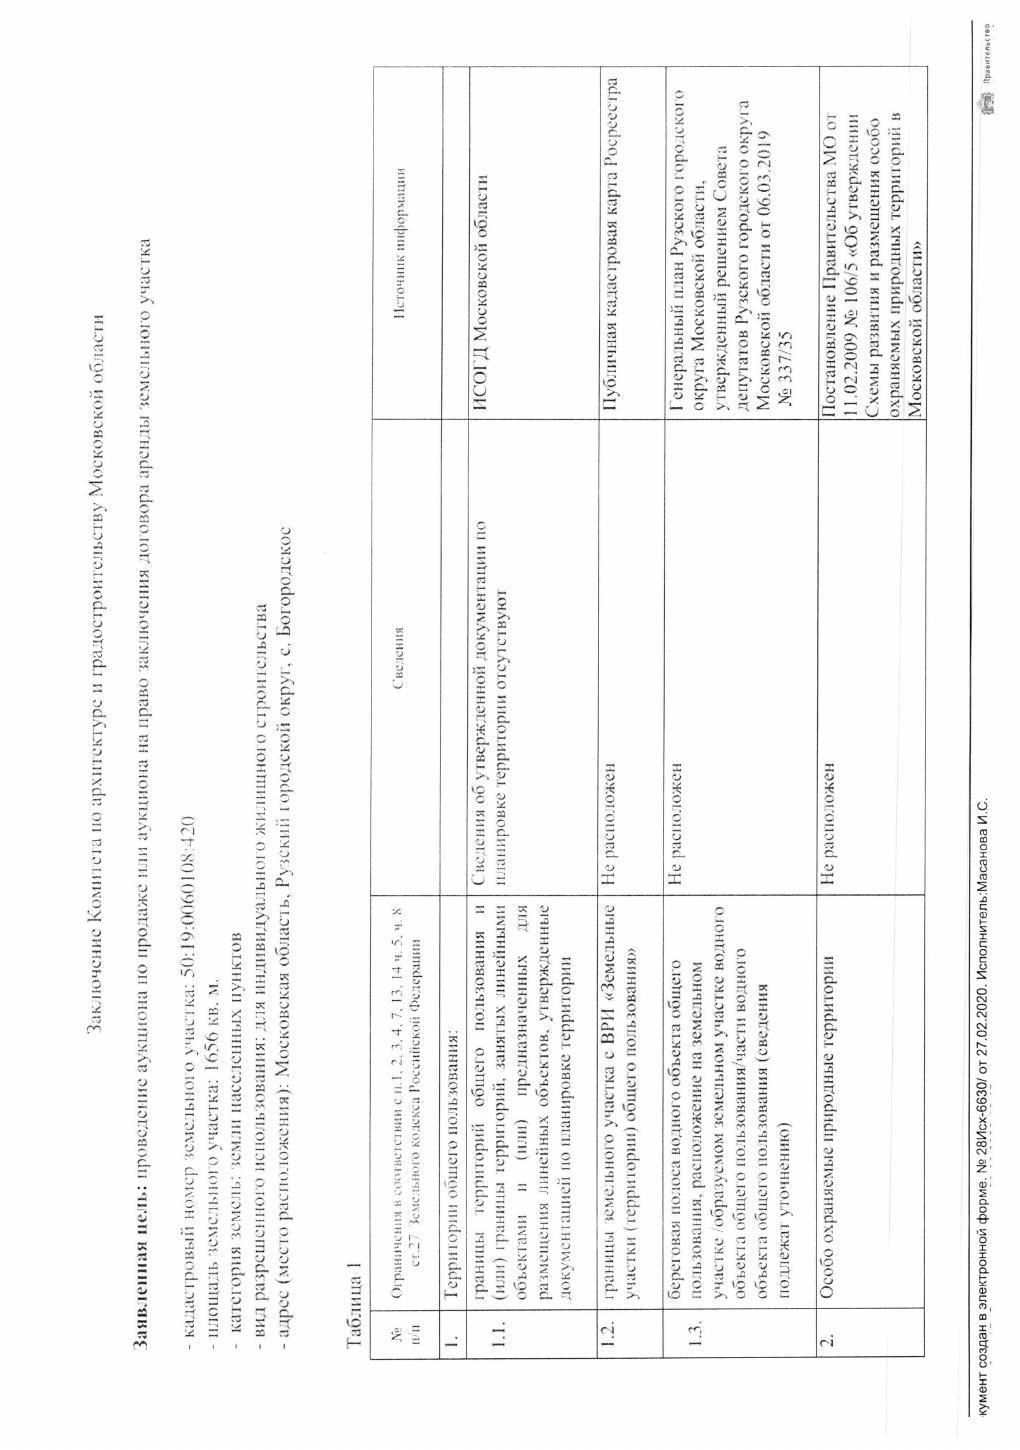 Заключение Комитета по архитектуре и градостроительству Московской области
Заявленная цель: проведение аукциона по продаже или аукциона на право заключения договора аренды земельного участка
- кадастровый номер земельного участка: 50:19:0060108:420
- площадь земельного участка: 1656 кв. м.
- категория земель: земли населенных пунктов
- вид разрешенного использования: для индивидуального жилищного строительства
- адрес (место расположения): Московская область, Рузский городской округ, с. Богородское
Таблица 1
№
п/п
Ограничения в соответствии с п.1, 2, 3, 4, 7, 13, 14 ч. 5, ч. 8
ст.27 Земельного кодекса Российской Федерации
Сведения
Источник информации
1.
Территории общего пользования:
1.1.
границы территорий общего пользования и
(или) границы территорий, занятых линейными
объектами и (или) предназначенных для
размещения линейных объектов, утвержденные
документацией по планировке территории
Сведения об утвержденной документации по
планировке территории отсутствуют
ИСОГД Московской области
1.2.
границы земельного участка с ВРИ «Земельные
участки (территории) общего пользования»
Не расположен
Публичная кадастровая карта Росреестра
1.3.
береговая полоса водного объекта общего
пользования, расположение на земельном
участке /образуемом земельном участке водного
объекта общего пользования/части водного
объекта общего пользования (сведения
подлежат уточнению)
Не расположен
Генеральный план Рузского городского
округа Московской области,
утвержденный решением Совета
депутатов Рузского городского округа
Московской области от 06.03.2019
№ 337/35
2.
Особо охраняемые природные территории
Не расположен
Постановление Правительства МО от
11.02.2009 № 106/5 «Об утверждении
Схемы развития и размещения особо
охраняемых природных территорий в
Московской области»
кумент создан в электронной форме. № 28Исх-6630/ от 27.02.2020. Исполнитель:Масанова И.С.
Правительство